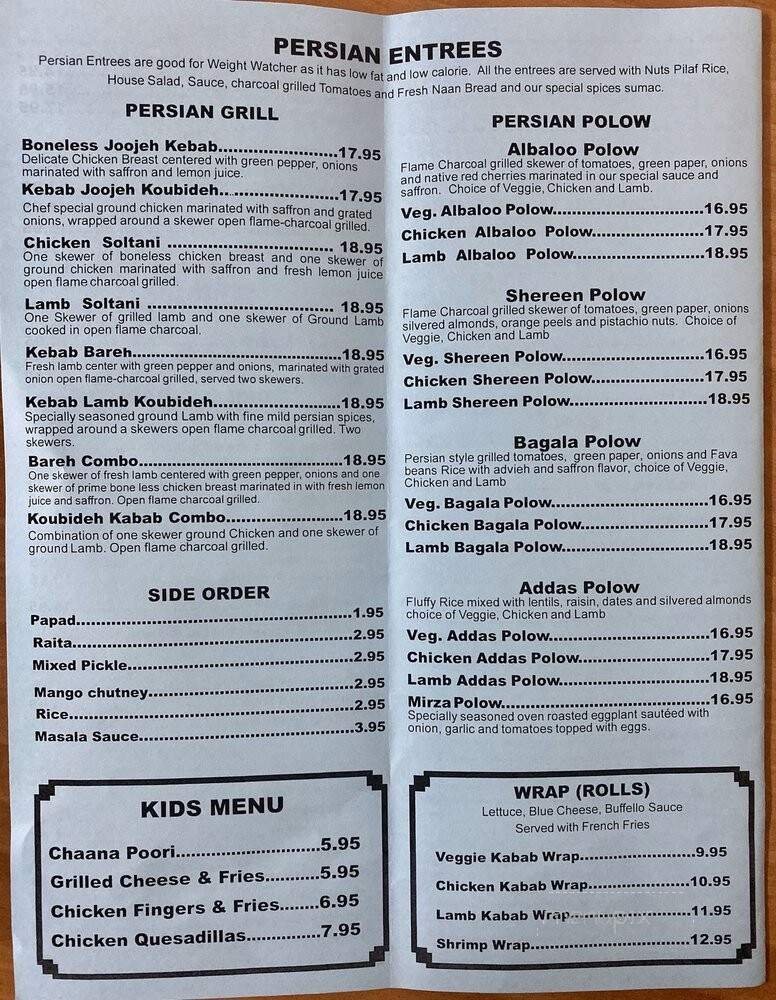 PERSIAN ENTREES
Persian Entrees are good for Weight Watcher as it has low fat and low calorie. All the entrees are served with Nuts Pilaf Rice,
House Salad, Sauce, charcoal grilled Tomatoes and Fresh Naan Bread and our special spices sumac.
PERSIAN GRILL
Boneless Joojeh Kebab...........................17.95
Delicate Chicken Breast centered with green pepper, onions
marinated with saffron and lemon juice.
Kebab Joojeh Koubideh...........................17.95
Chef special ground chicken marinated with saffron and grated
onions, wrapped around a skewer open flame-charcoal grilled.
Chicken Soltani ........................... 18.95
One skewer of boneless chicken breast and one skewer of
ground chicken marinated with saffron and fresh lemon juice
open flame charcoal grilled.
Lamb Soltani ........................... 18.95
One Skewer of grilled lamb and one skewer of Ground Lamb
cooked in open flame charcoal,
Kebab Bareh...........................18.95
Fresh lamb center with green pepper and onions, marinated with grated
onion open flame-charcoal grilled, served two skewers.
Kebab Lamb Koubideh...........................18.95
Specially seasoned ground Lamb with fine mild persian spices,
wrapped around a skewers open flame charcoal grilled. Two
skewers.
Bareh Combo...........................18.95
One skewer of fresh lamb centered with green pepper, onions and one
skewer of prime bone less chicken breast marinated in with fresh lemon
juice and saffron. Open flame charcoal grilled.
Koubideh Kabab Combo...........................18.95
Combination of one skewer ground Chicken and one skewer of
ground Lamb. Open flame charcoal grilled.
SIDE ORDER
Papad...........................1.95
Raita...........................2.95
Mixed Pickle...........................2.95
Mango chutney...........................2.95
Rice...........................2.95
Masala Sauce...........................3.95
KIDS MENU
Chaana Poori...........................5.95
Grilled Cheese & Fries...........5.95
Chicken Fingers & Fries.......6.95
Chicken Quesadillas............7.95
PERSIAN POLOW
Albaloo Polow
Flame Charcoal grilled skewer of tomatoes, green paper, onions
and native red cherries marinated in our special sauce and
saffron. Choice of Veggie, Chicken and Lamb.
Veg. Albaloo Polow...........................16.95
Chicken Albaloo Polow...........................17.95
Lamb Albaloo Polow...........................18.95
Shereen Polow
Flame Charcoal grilled skewer of tomatoes, green paper, onions
silvered almonds, orange peels and pistachio nuts. Choice of
Veggie, Chicken and Lamb
Veg. Shereen Polow...........................16.95
Chicken Shereen Polow...........................17.95
Lamb Shereen Polow...........................18.95
Bagala Polow
Persian style grilled tomatoes, green paper, onions and Fava
beans Rice with advieh and saffron flavor, choice of Veggie,
Chicken and Lamb
Veg. Bagala Polow...........................16.95
Chicken Bagala Polow...........................17.95
Lamb Bagala Polow...........................18.95
Addas Polow
Fluffy Rice mixed with lentils, raisin, dates and silvered almonds
choice of Veggie, Chicken and Lamb
Veg. Addas Polow...........................16.95
Chicken Addas Polow...........................17.95
Lamb Addas Polow...........................18.95
Mirza Polow...........................16.95
Specially seasoned oven roasted eggplant sautéed with
onion, garlic and tomatoes topped with eggs.
WRAP (ROLLS)
Lettuce, Blue Cheese, Buffello Sauce
Served with French Fries
Veggie Kabab Wrap...........................9.95
Chicken Kabab Wrap...........................10.95
Lamb Kabab Wrap...........................11.95
Shrimp Wrap...........................12.95